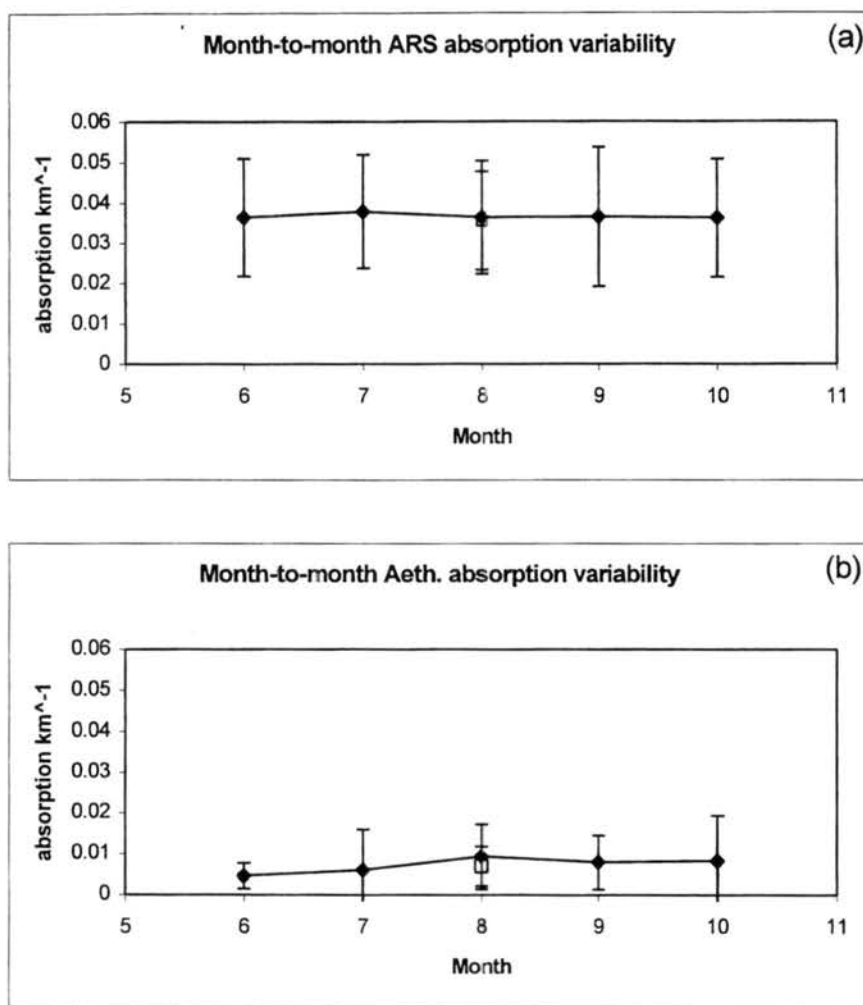 Month-to-month ARS absorption variability (a)
0.06
0.05
0.04
0.03
0.02
0.01
0
absorption km^-1
5 6 7 8 9 10 11
Month
Month-to-month Aeth. absorption variability (b)
0.06
0.05
0.04
0.03
0.02
0.01
0
absorption km^-1
5 6 7 8 9 10 11
Month